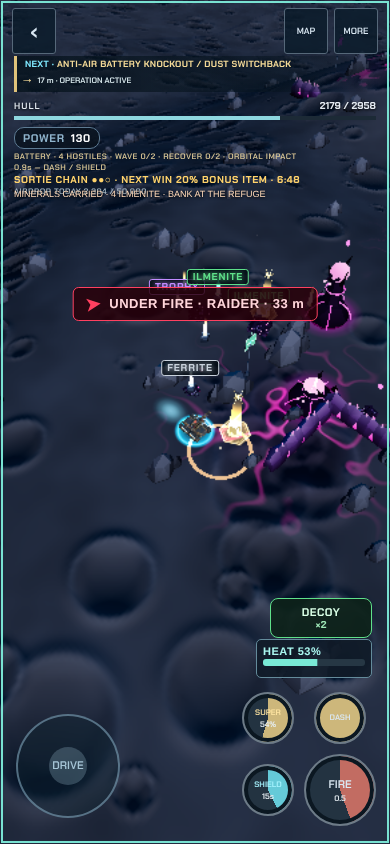 ‹
MAP
MORE
NEXT · ANTI-AIR BATTERY KNOCKOUT / DUST SWITCHBACK
→ 17 m · OPERATION ACTIVE
HULL
2179 / 2958
POWER 130
BATTERY · 4 HOSTILES · WAVE 0/2 · RECOVER 0/2 · ORBITAL IMPACT
0.9s — DASH / SHIELD
SORTIE CHAIN ●●○ · NEXT WIN 20% BONUS ITEM · 6:48
MINERALS CARRIED · 4 ILMENITE · BANK AT THE REFUGE
ILMENITE
TROPHY
➤ UNDER FIRE · RAIDER · 33 m
FERRITE
DECOY
×2
HEAT 53%
SUPER
54%
DASH
SHIELD
15s
FIRE
0.5
DRIVE